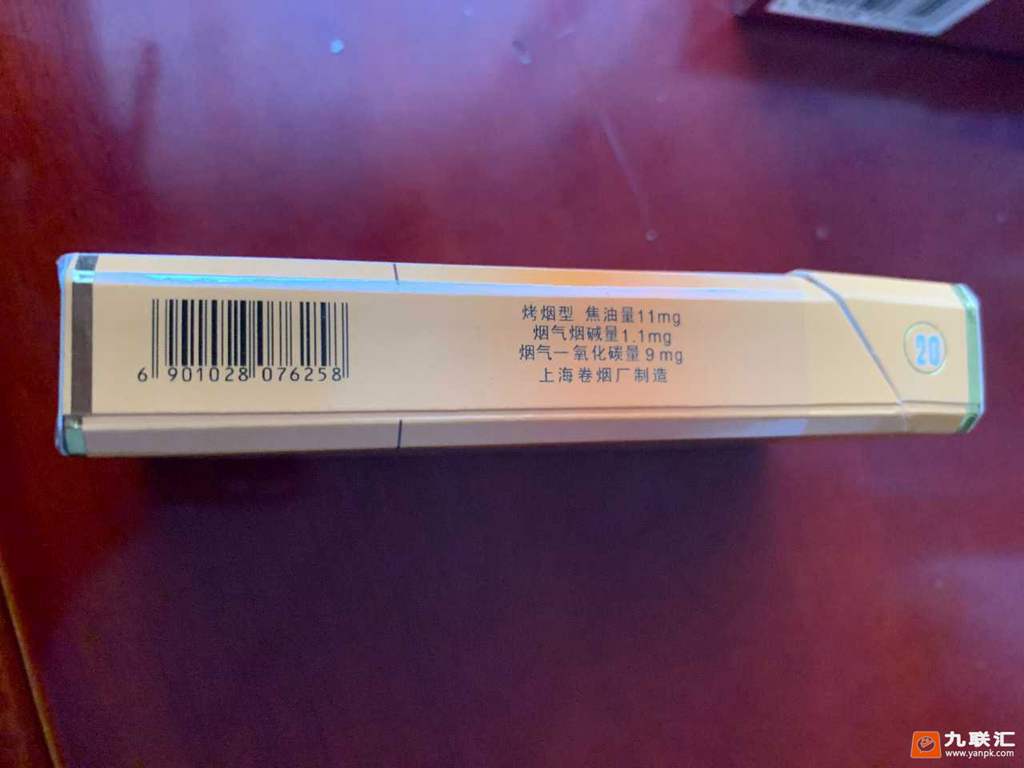 烤烟型 焦油量11mg
烟气烟碱量1.1mg
烟气一氧化碳量9mg
上海卷烟厂制造
6 901028 076258
20
九联汇
www.yanpk.com